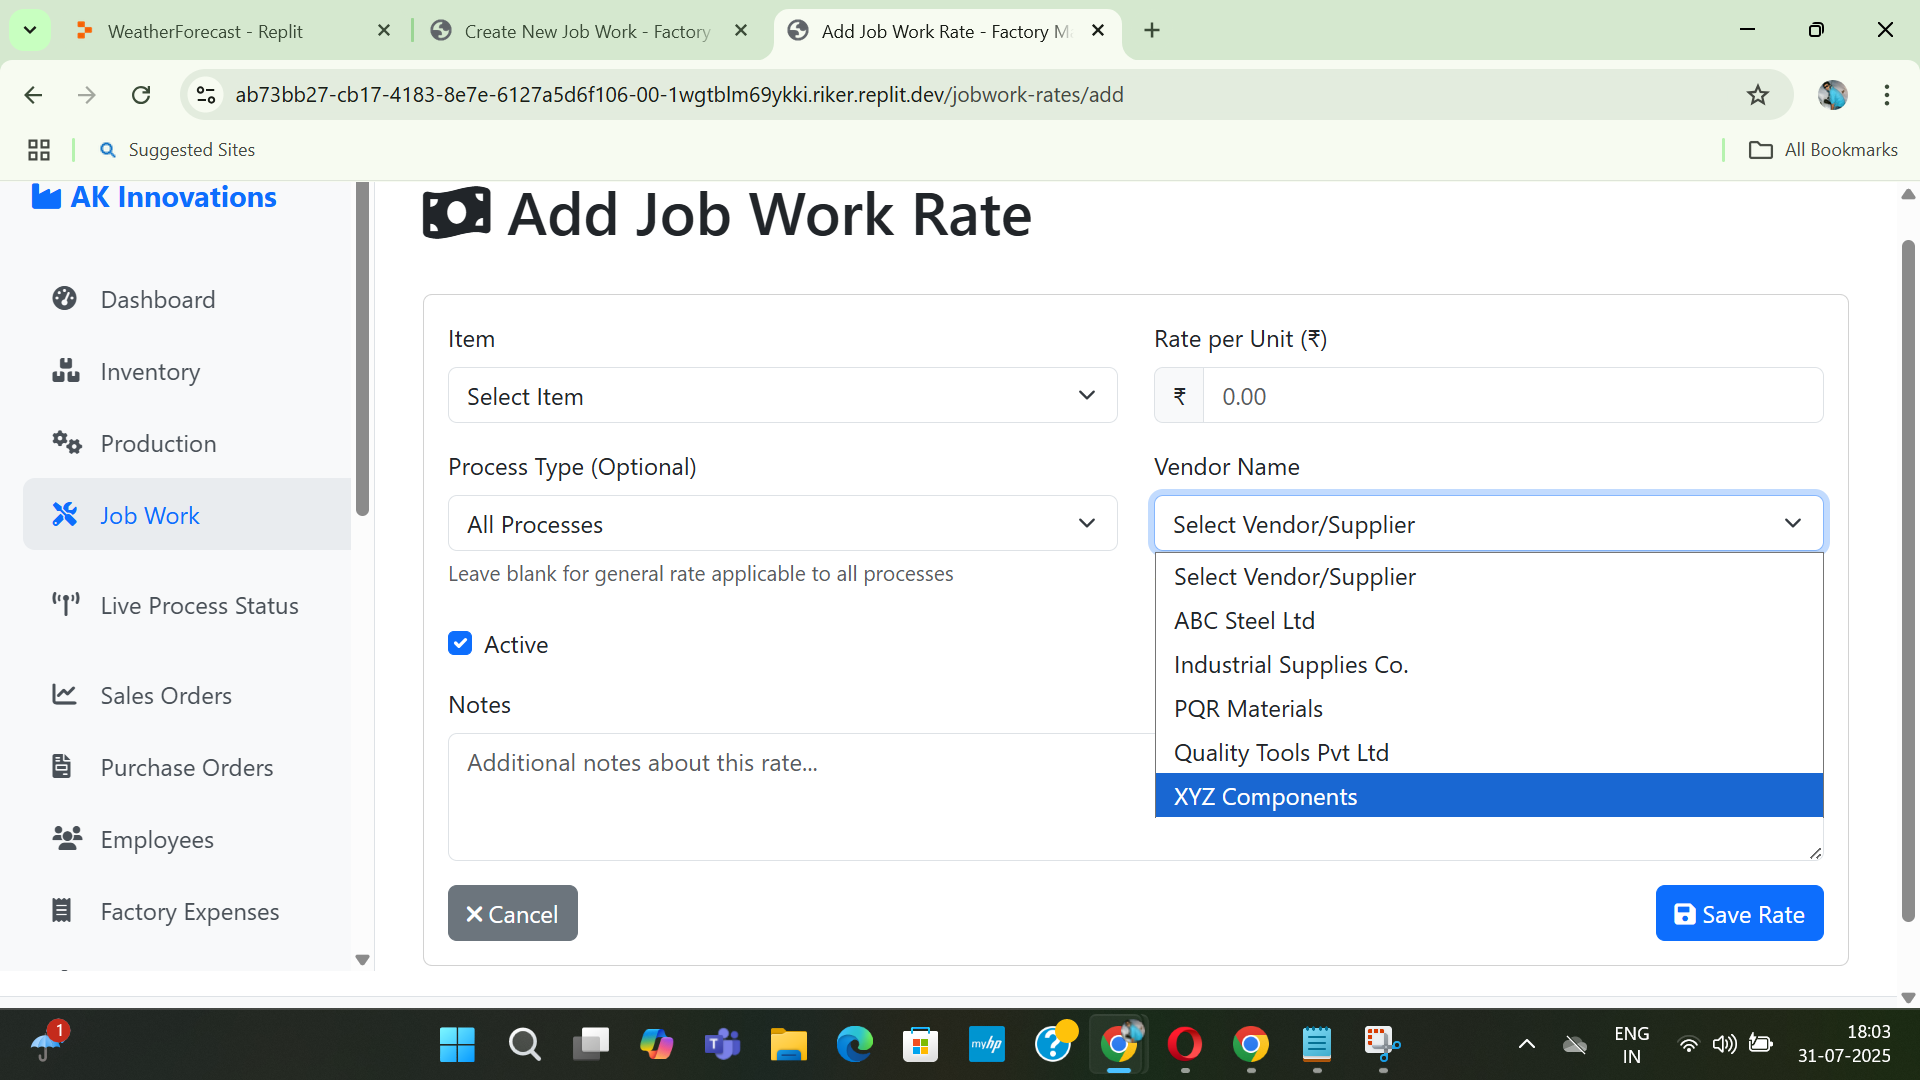 WeatherForecast - Replit
Create New Job Work - Factory
Add Job Work Rate - Factory Ma
ab73bb27-cb17-4183-8e7e-6127a5d6f106-00-1wgtblm69ykki.riker.replit.dev/jobwork-rates/add
Suggested Sites
All Bookmarks
AK Innovations
Dashboard
Inventory
Production
Job Work
Live Process Status
Sales Orders
Purchase Orders
Employees
Factory Expenses
Add Job Work Rate
Item
Select Item
Rate per Unit (₹)
₹ 0.00
Process Type (Optional)
All Processes
Leave blank for general rate applicable to all processes
Vendor Name
Select Vendor/Supplier
Select Vendor/Supplier
ABC Steel Ltd
Industrial Supplies Co.
PQR Materials
Quality Tools Pvt Ltd
XYZ Components
Active
Notes
Additional notes about this rate...
Cancel
Save Rate
1
T
myhp
?
ENG
IN
18:03
31-07-2025